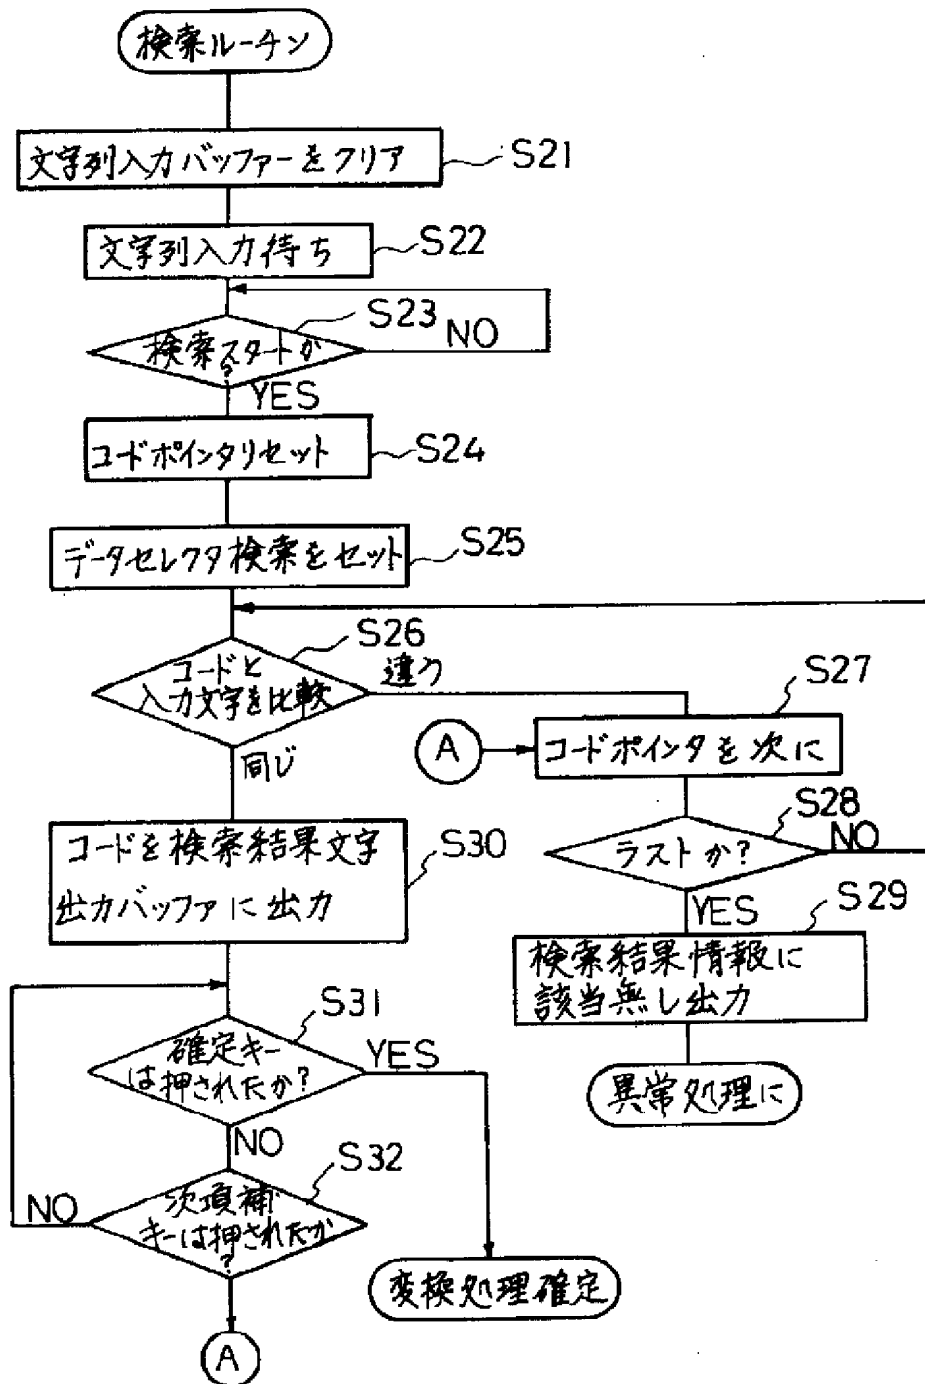 検索ルーチン
文字列入力バッファーをクリア
S21
文字列入力待ち
S22
S23
検索スタートか
?
NO
YES
コードポインタリセット
S24
データセレクタ検索をセット
S25
S26
コードと
入力文字を比較
違う
同じ
S27
A
コードポインタを次に
S28
ラストか?
NO
YES
S29
検索結果情報に
該当無し出力
異常処理に
コードを検索結果文字
出力バッファに出力
S30
S31
確定キー
は押されたか?
YES
NO
S32
次項補
キーは押されたか
?
NO
変換処理確定
A